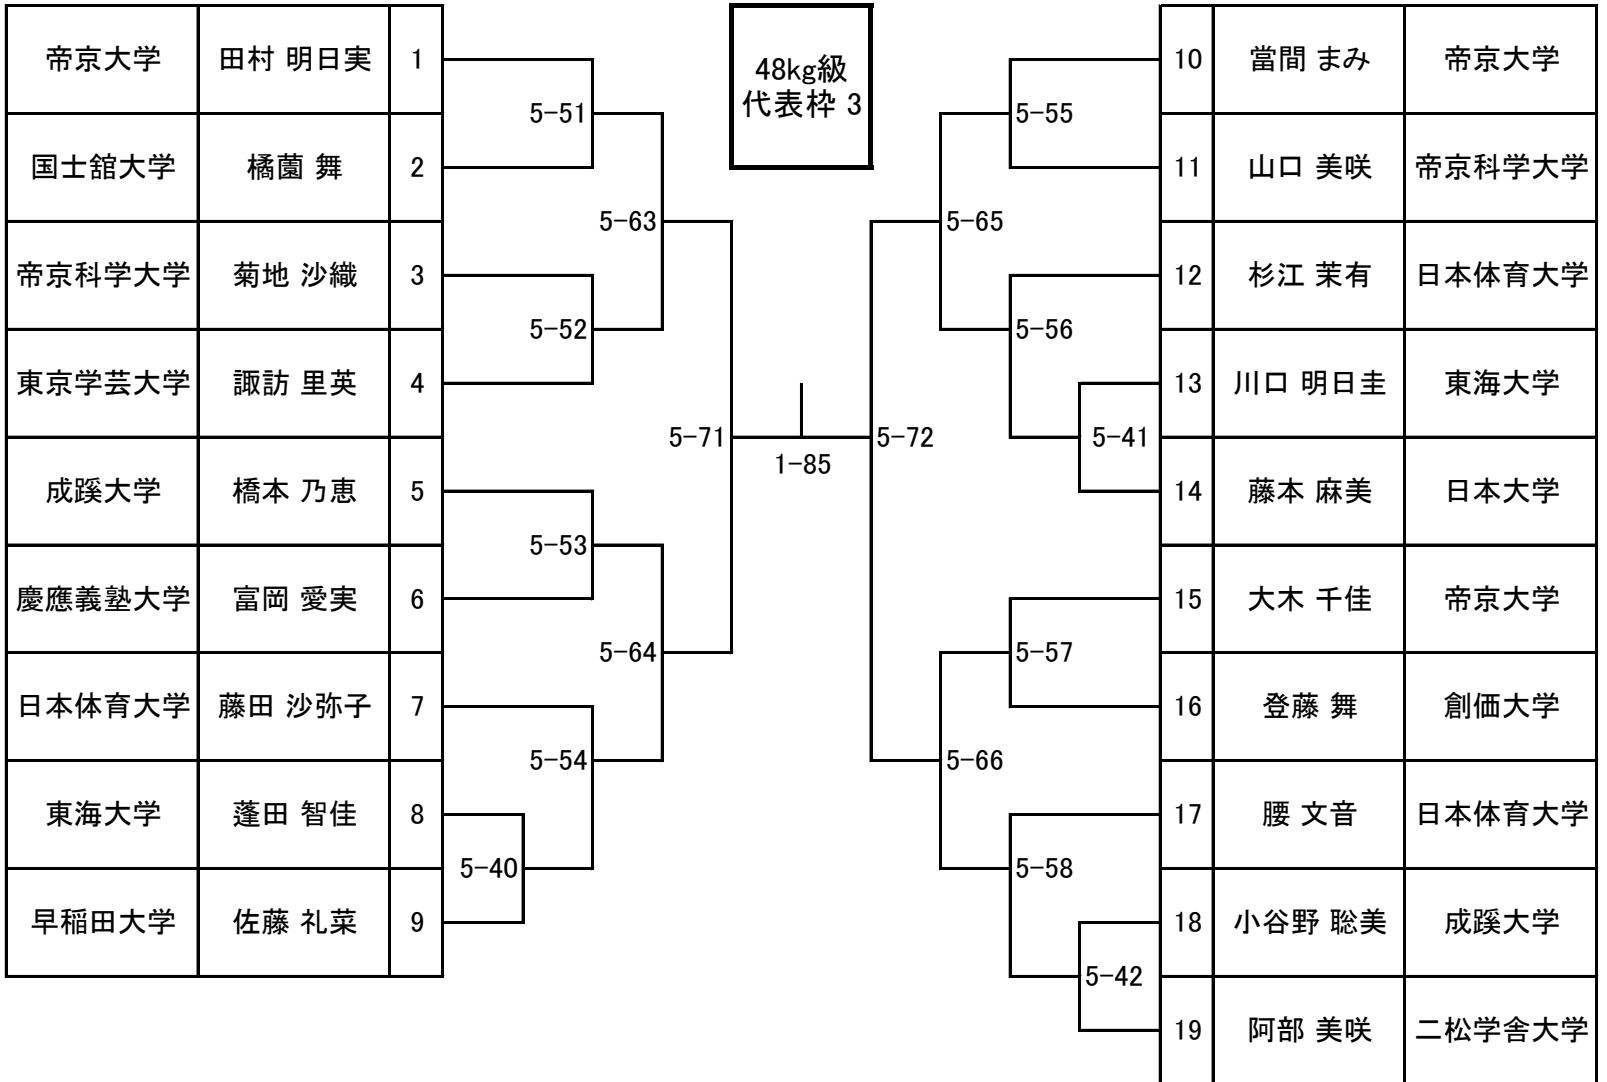 48kg級
代表枠 3
帝京大学 田村 明日実 1
国士舘大学 橘薗 舞 2
帝京科学大学 菊地 沙織 3
東京学芸大学 諏訪 里英 4
成蹊大学 橋本 乃恵 5
慶應義塾大学 富岡 愛実 6
日本体育大学 藤田 沙弥子 7
東海大学 蓬田 智佳 8
早稲田大学 佐藤 礼菜 9
5-51
5-63
5-52
5-71
5-53
5-64
5-54
5-40
1-85
5-55
5-65
5-56
5-72
5-41
5-57
5-66
5-58
5-42
10 當間 まみ 帝京大学
11 山口 美咲 帝京科学大学
12 杉江 茉有 日本体育大学
13 川口 明日圭 東海大学
14 藤本 麻美 日本大学
15 大木 千佳 帝京大学
16 登藤 舞 創価大学
17 腰 文音 日本体育大学
18 小谷野 聡美 成蹊大学
19 阿部 美咲 二松学舎大学